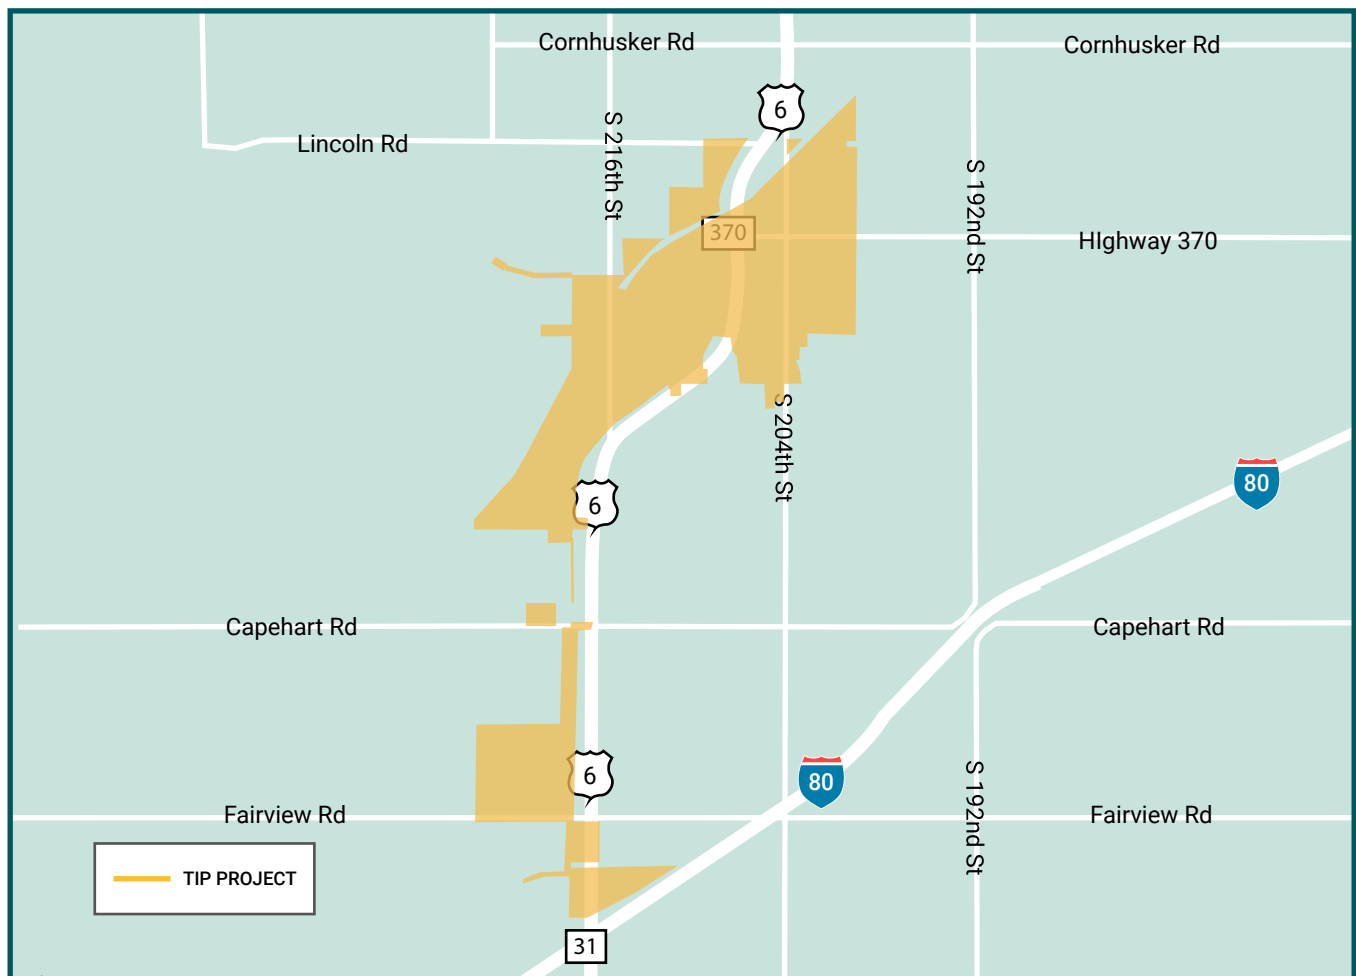 Cornhusker Rd
Cornhusker Rd
6
Lincoln Rd
S 216th St
S 192nd St
370
HIghway 370
S 204th St
80
6
Capehart Rd
Capehart Rd
6
80
S 192nd St
Fairview Rd
Fairview Rd
TIP PROJECT
31